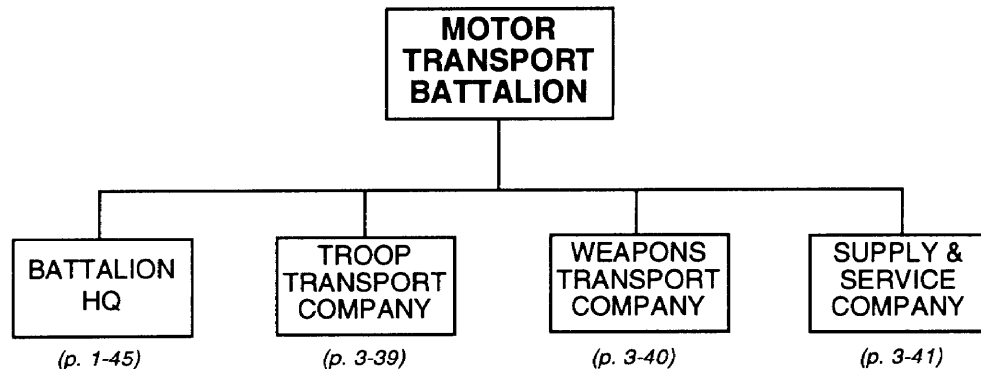 MOTOR
TRANSPORT
BATTALION
BATTALION
HQ
(p. 1-45)
TROOP
TRANSPORT
COMPANY
(p. 3-39)
WEAPONS
TRANSPORT
COMPANY
(p. 3-40)
SUPPLY &
SERVICE
COMPANY
(p. 3-41)